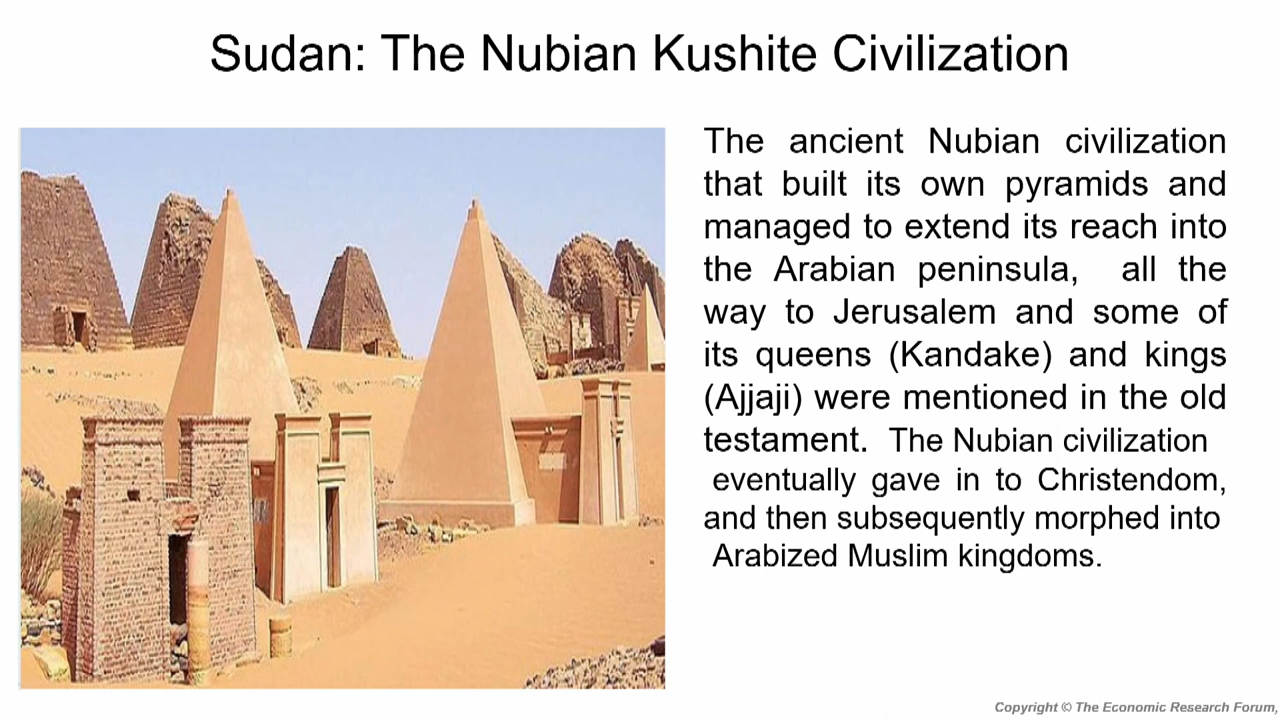 Sudan: The Nubian Kushite Civilization
The ancient Nubian civilization
that built its own pyramids and
managed to extend its reach into
the Arabian peninsula, all the
way to Jerusalem and some of
its queens (Kandake) and kings
(Ajjaji) were mentioned in the old
testament. The Nubian civilization
eventually gave in to Christendom,
and then subsequently morphed into
Arabized Muslim kingdoms.
Copyright © The Economic Research Forum,